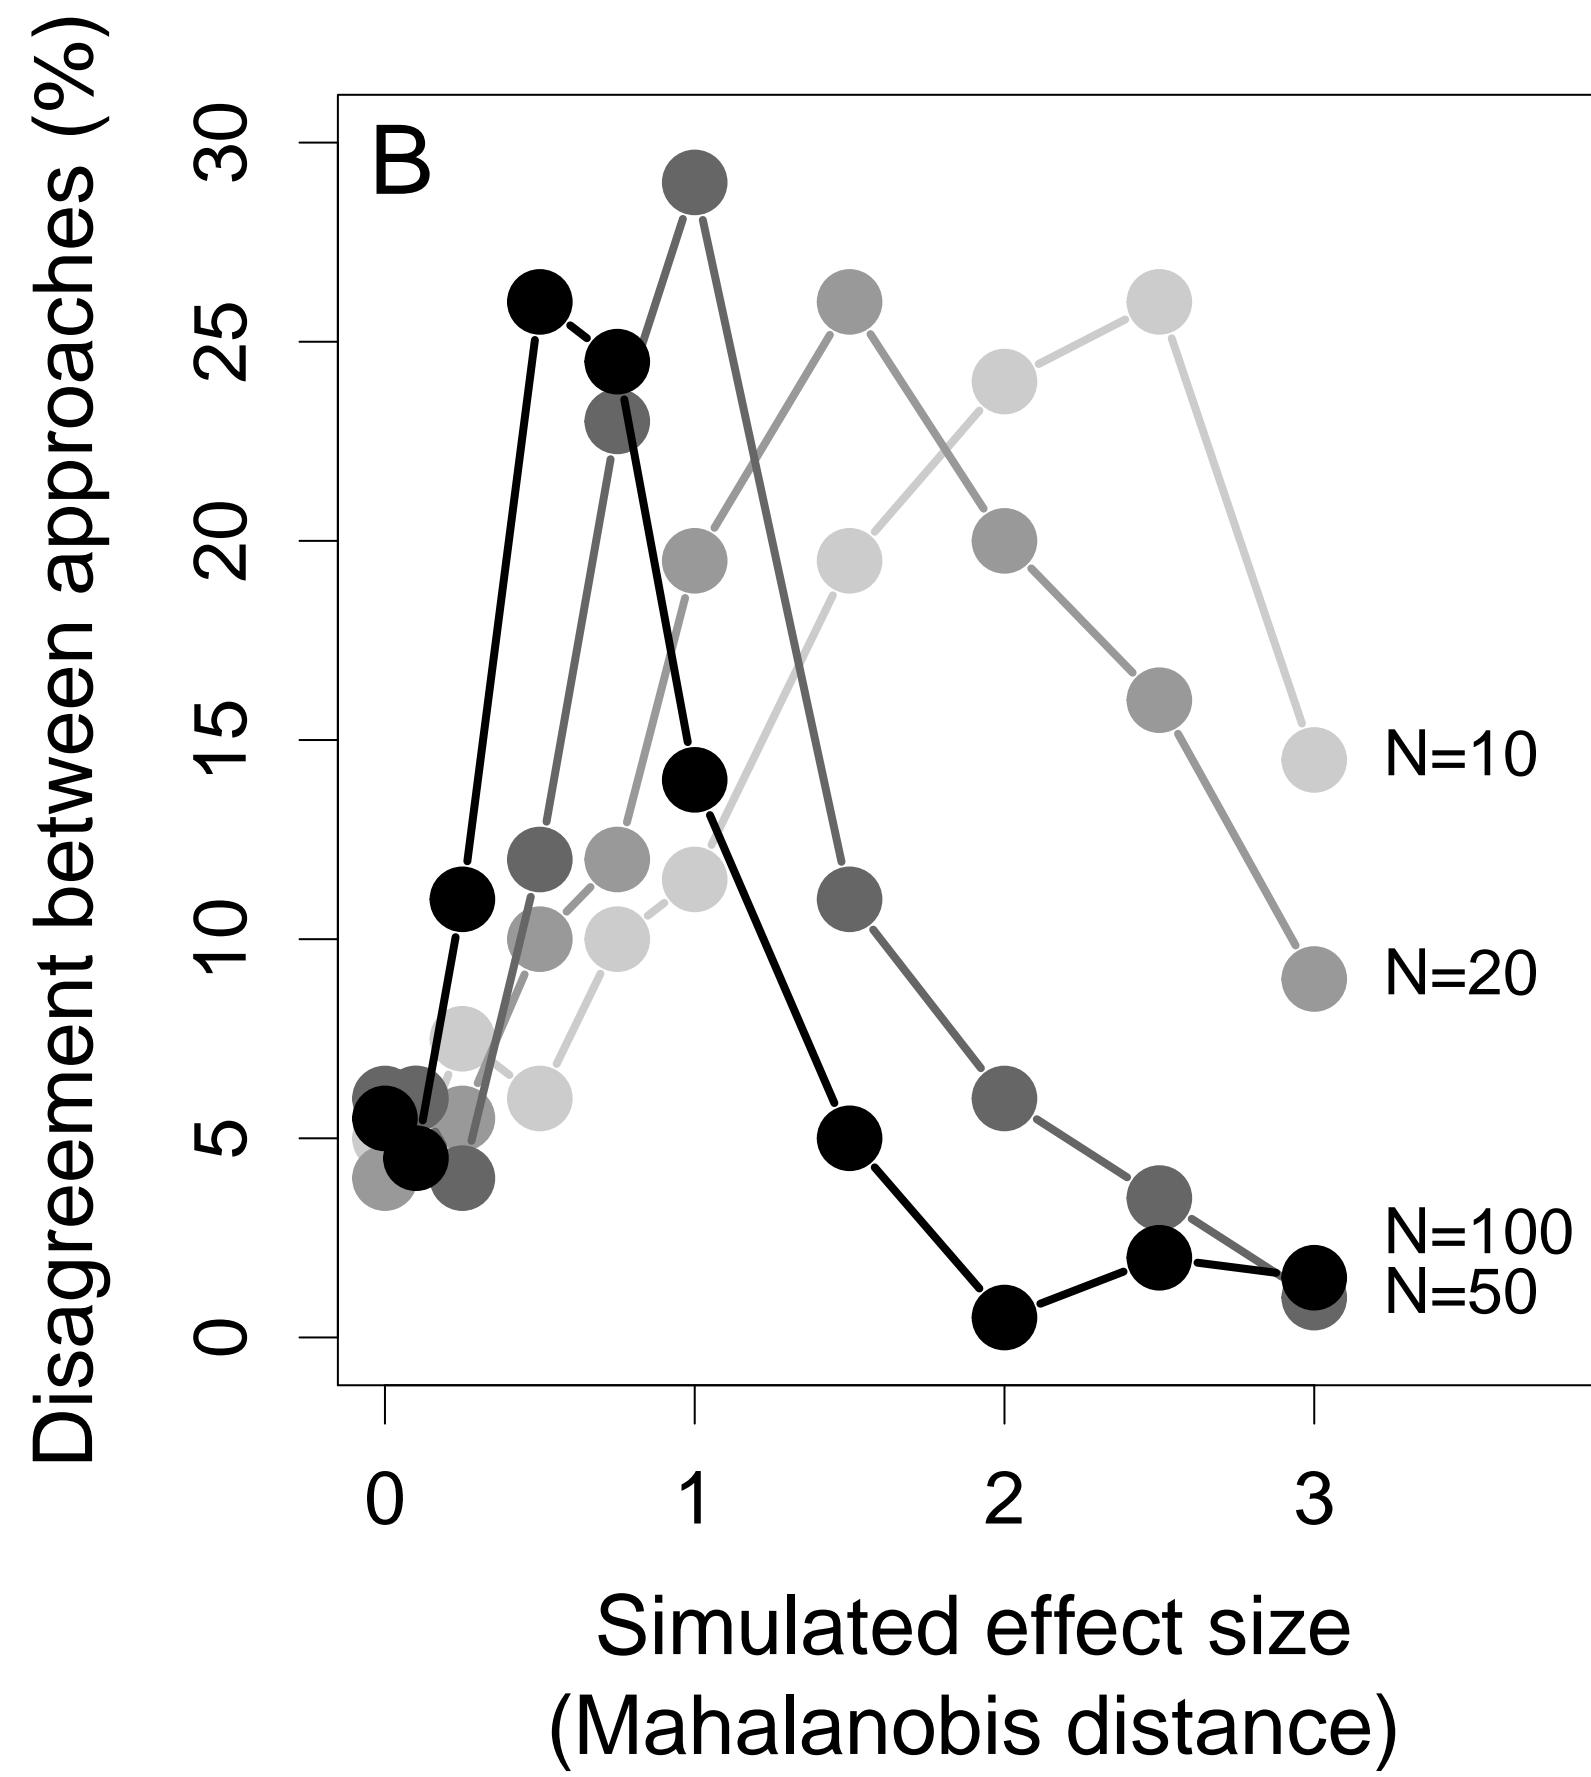 Disagreement between approaches (%)
B
30
25
20
15
10
5
0
N=10
N=20
N=100
N=50
0 1 2 3
Simulated effect size
(Mahalanobis distance)